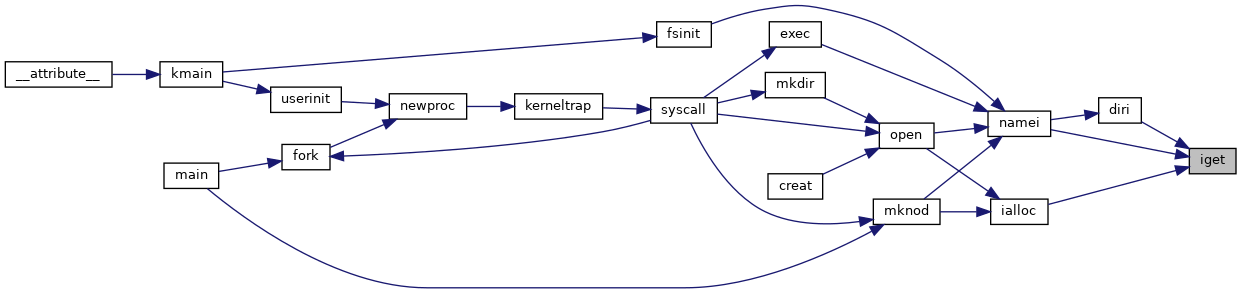 fsinit
exec
__attribute__
kmain
mkdir
userinit
newproc
kerneltrap
syscall
diri
namei
open
fork
iget
main
creat
mknod
ialloc